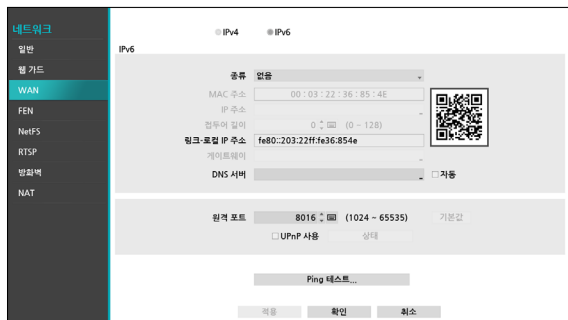 네트워크
일반
웹 가드
WAN
FEN
NetFS
RTSP
방화벽
NAT
IPv4 IPv6
IPv6
종류 없음
MAC 주소 00 : 03 : 22 : 36 : 85 : 4E
IP 주소
접두어 길이 0 (0 ~ 128)
링크-로컬 IP 주소 fe80::203:22ff:fe36:854e
게이트웨이
DNS 서버 자동
원격 포트 8016 (1024 ~ 65535) 기본값
UPnP 사용 상태
Ping 테스트...
적용 확인 취소